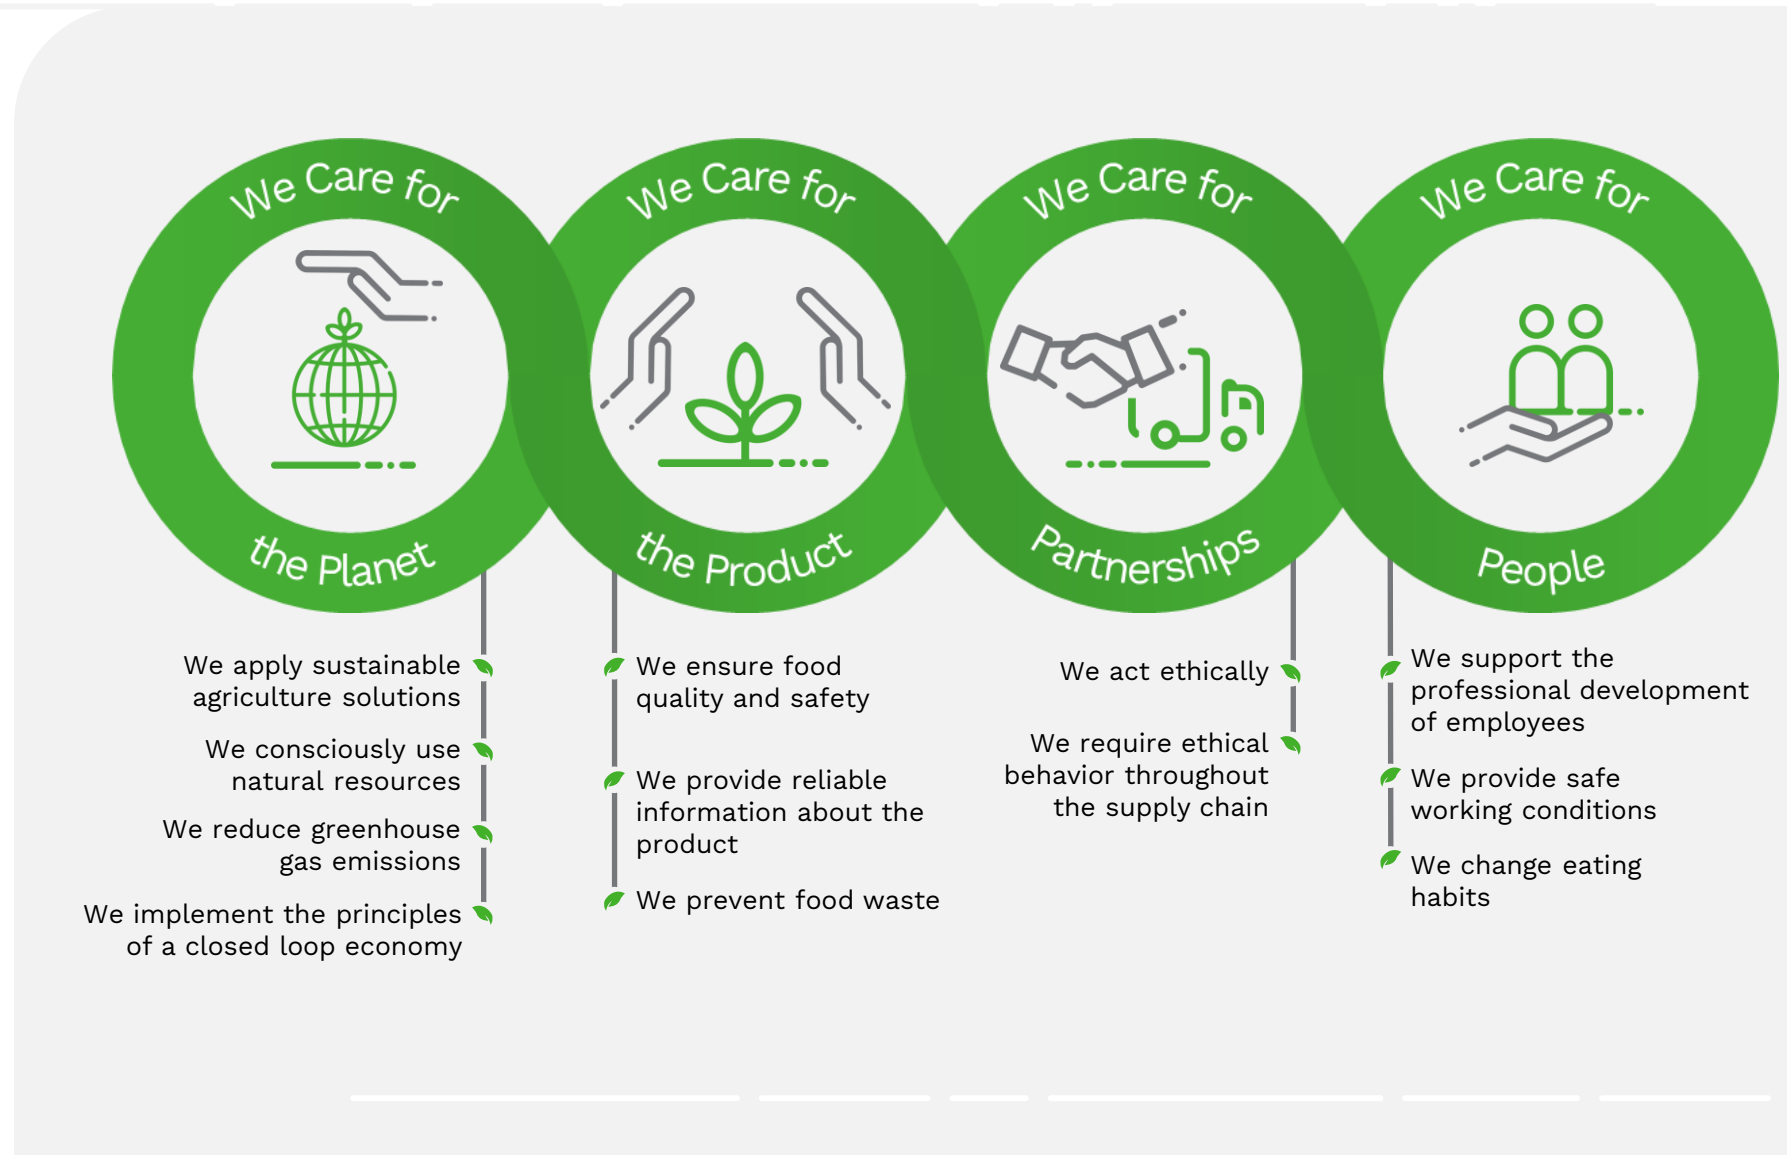 We Care for
the Planet
We apply sustainable
agriculture solutions
We consciously use
natural resources
We reduce greenhouse
gas emissions
We implement the principles
of a closed loop economy
We Care for
the Product
We ensure food
quality and safety
We provide reliable
information about the
product
We prevent food waste
We Care for
Partnerships
We act ethically
We require ethical
behavior throughout
the supply chain
We Care for
People
We support the
professional development
of employees
We provide safe
working conditions
We change eating
habits